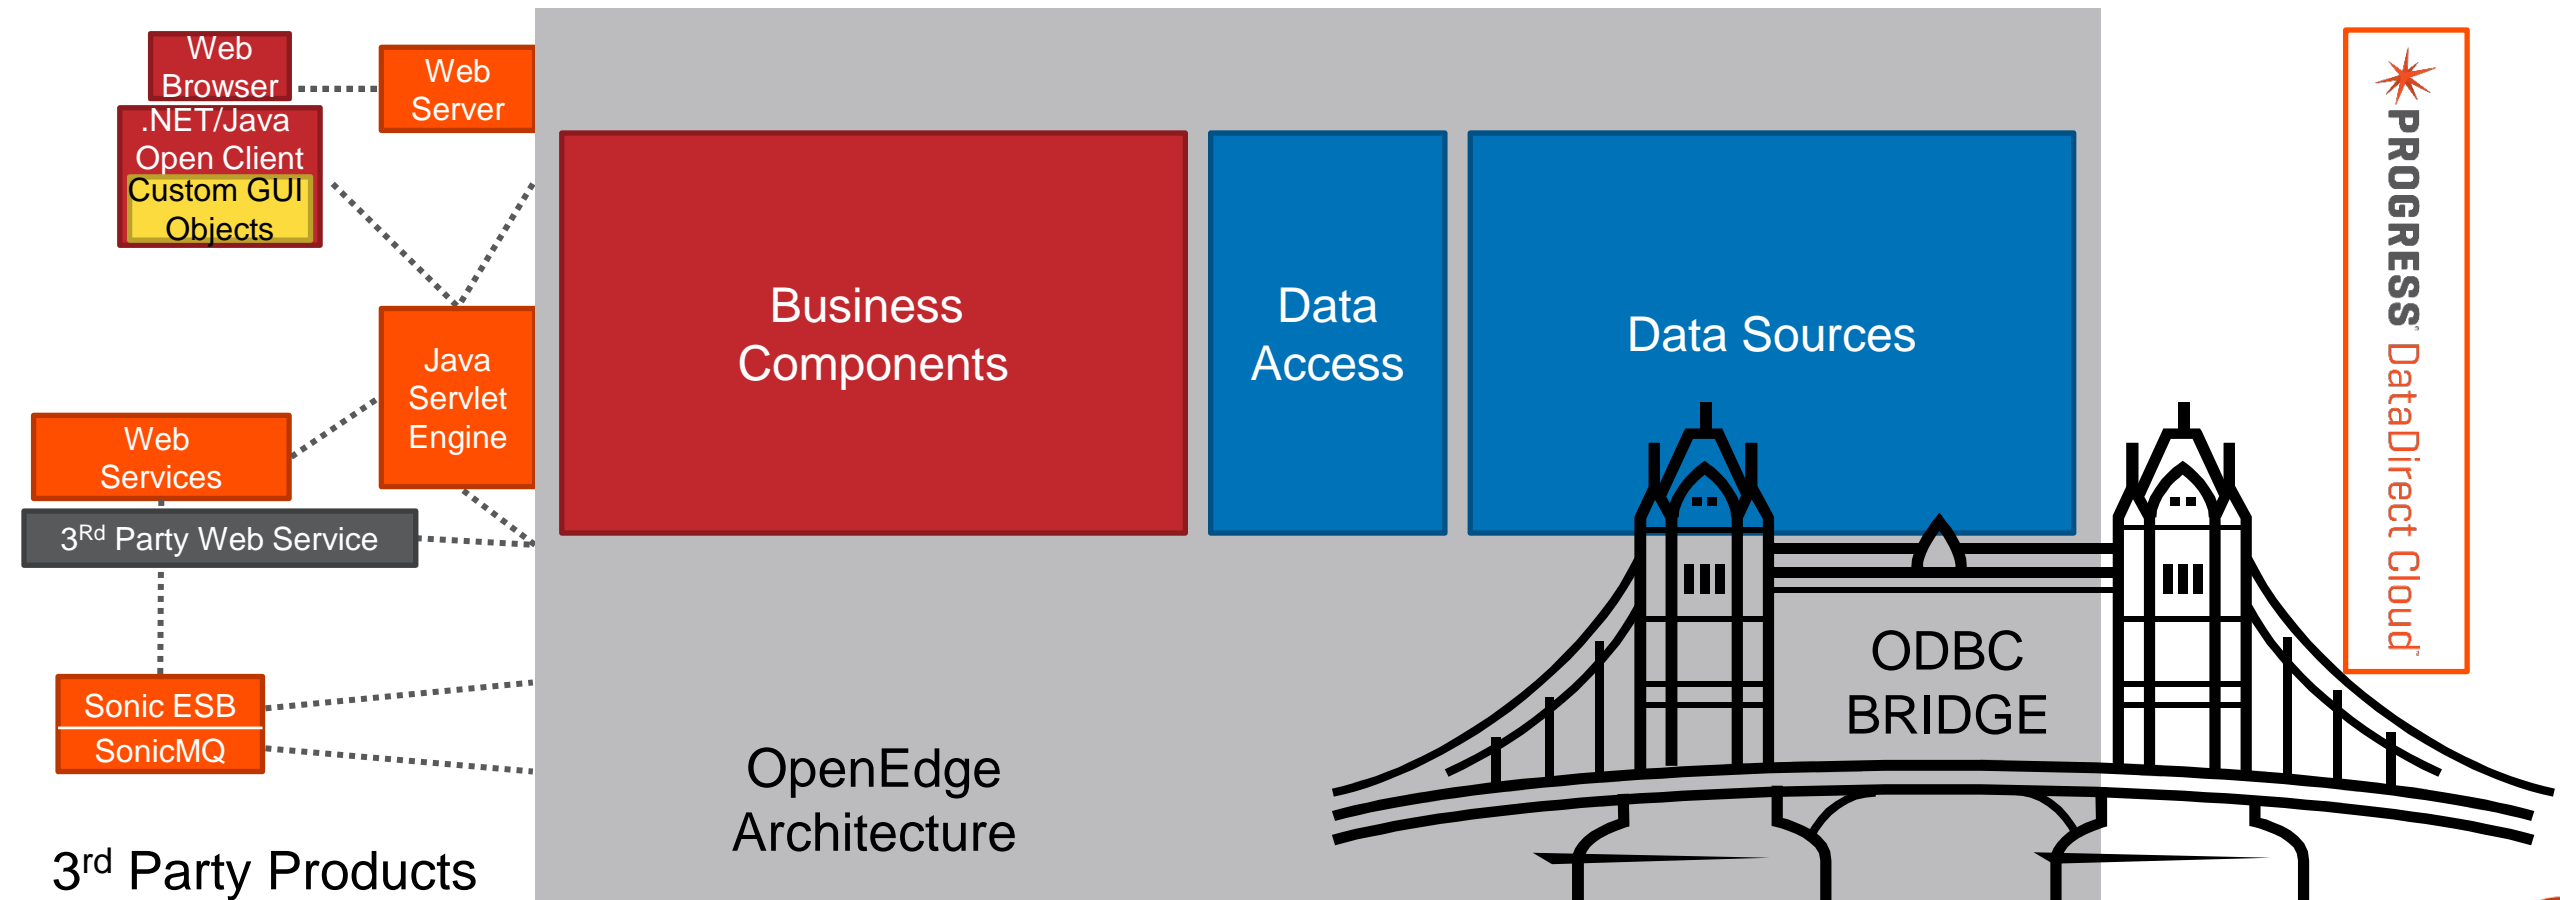 Web
Browser
.NET/Java
Open Client
Custom GUI
Objects
Web
Server
Java
Servlet
Engine
Web
Services
3Rd Party Web Service
Sonic ESB
SonicMQ
3rd Party Products
Business
Components
Data
Access
Data Sources
OpenEdge
Architecture
ODBC
BRIDGE
PROGRESS DataDirect Cloud